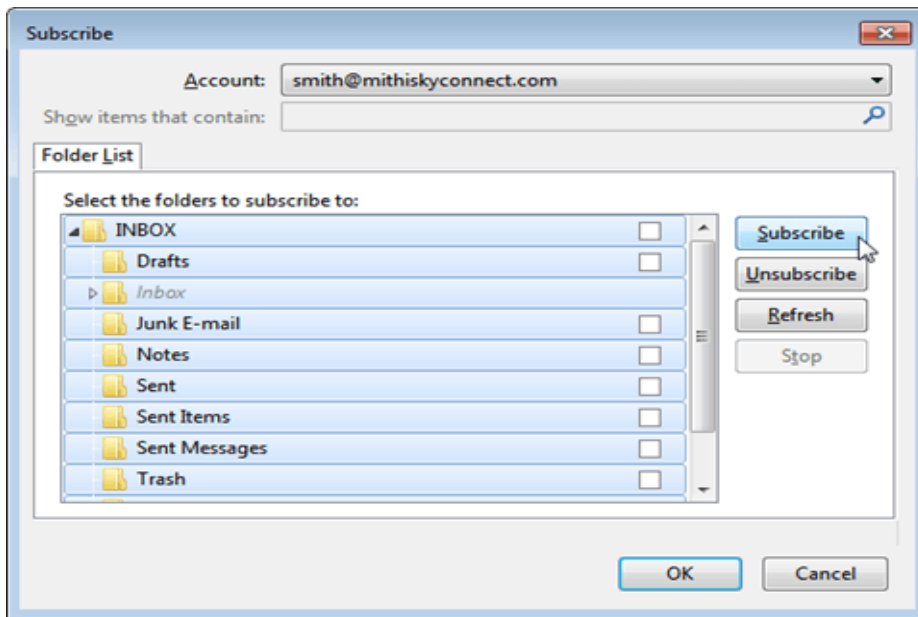 Subscribe
Account: smith@mithiskyconnect.com
Show items that contain:
Folder List
Select the folders to subscribe to:
INBOX
Subscribe
Drafts
Unsubscribe
Inbox
Refresh
Junk E-mail
Notes
Stop
Sent
Sent Items
Sent Messages
Trash
OK Cancel